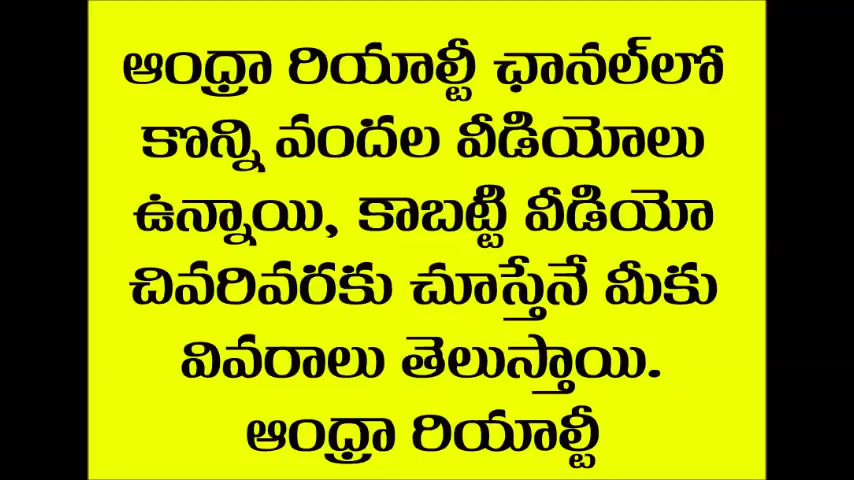 ఆంధ్రా రియాల్టీ ఛానల్‌లో
కొన్ని వందల వీడియోలు
ఉన్నాయి, కాబట్టి వీడియో
చివరివరకు చూస్తేనే మీకు
వివరాలు తెలుస్తాయి.
ఆంధ్రా రియాల్టీ